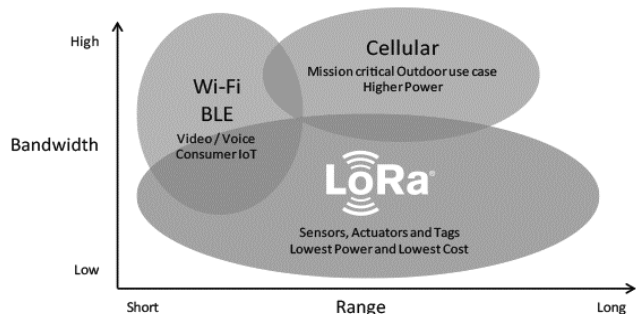 High
Cellular
Mission critical Outdoor use case
Higher Power
Wi-Fi
BLE
Video / Voice
Consumer IoT
Bandwidth
LoRa®
Sensors, Actuators and Tags
Lowest Power and Lowest Cost
Low
Short
Range
Long